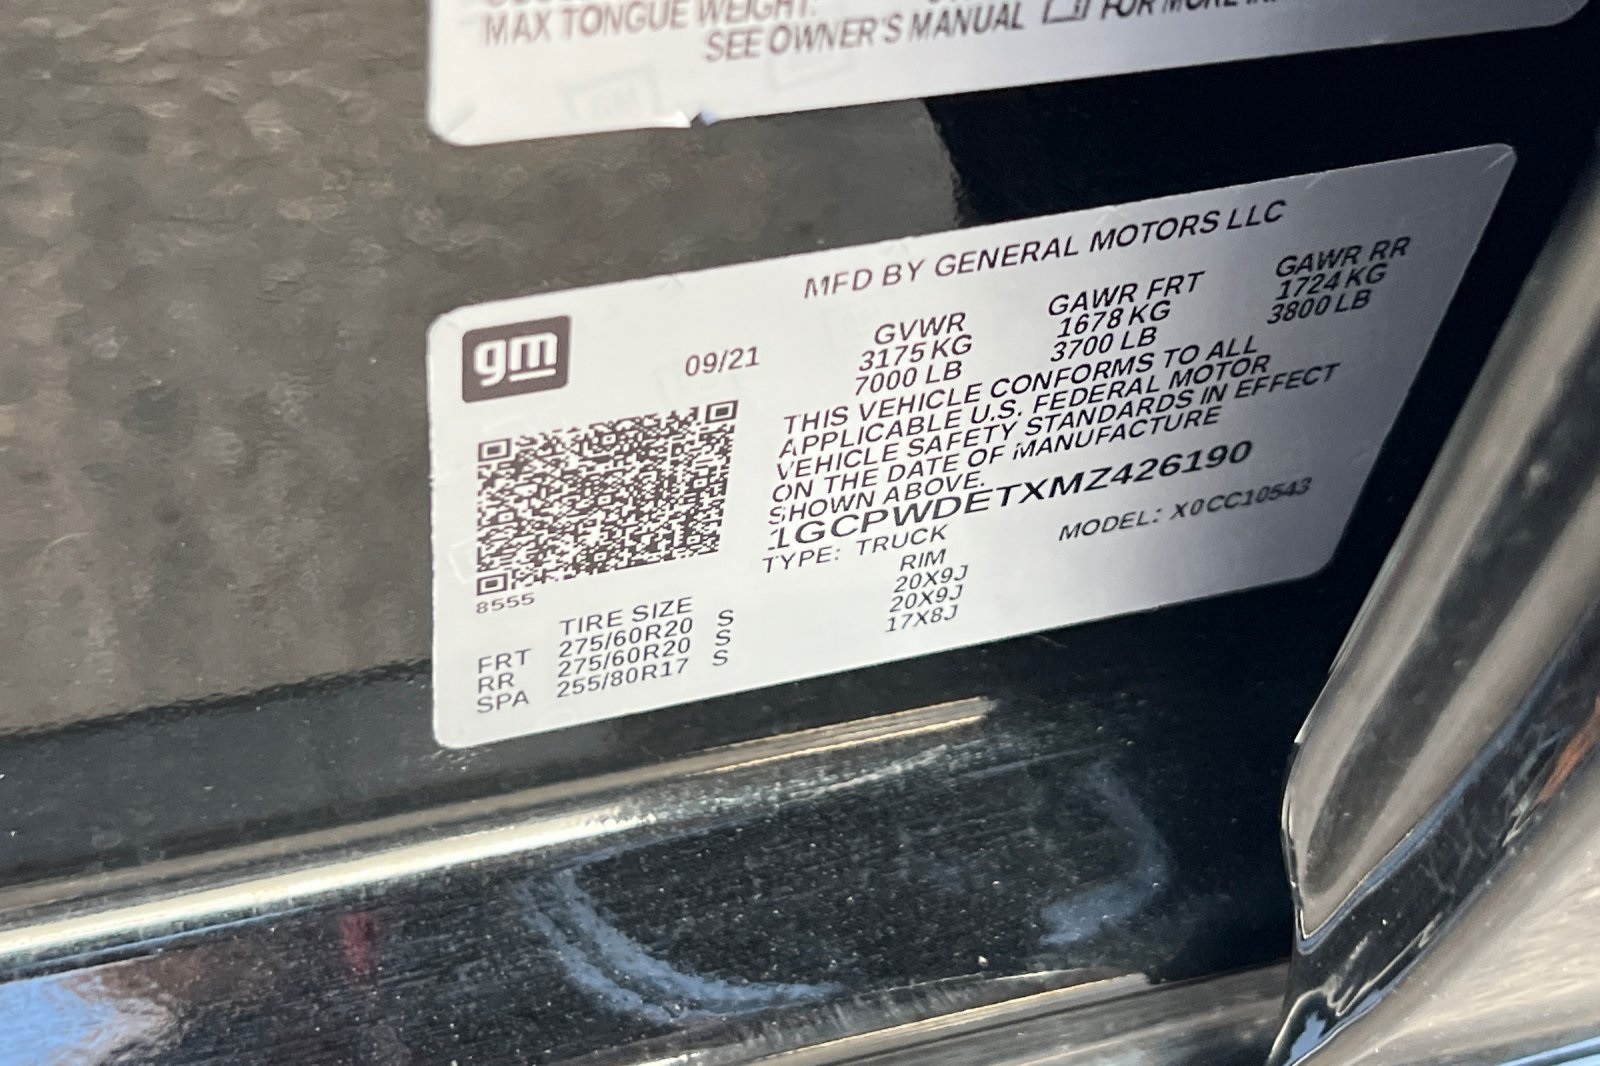 MAX TONGUE WEIGHT:
SEE OWNER'S MANUAL FOR MORE
MFD BY GENERAL MOTORS LLC
gm
09/21
GVWR GAWR FRT GAWR RR
3175 KG 1678 KG 1724 KG
7000 LB 3700 LB 3800 LB
THIS VEHICLE CONFORMS TO ALL
APPLICABLE U.S. FEDERAL MOTOR
VEHICLE SAFETY STANDARDS IN EFFECT
ON THE DATE OF MANUFACTURE
SHOWN ABOVE.
1GCPWDETXMZ426190
TYPE: TRUCK MODEL: X0CC10543
8555
TIRE SIZE RIM
FRT 275/60R20 S 20X9J
RR 275/60R20 S 20X9J
SPA 255/80R17 S 17X8J